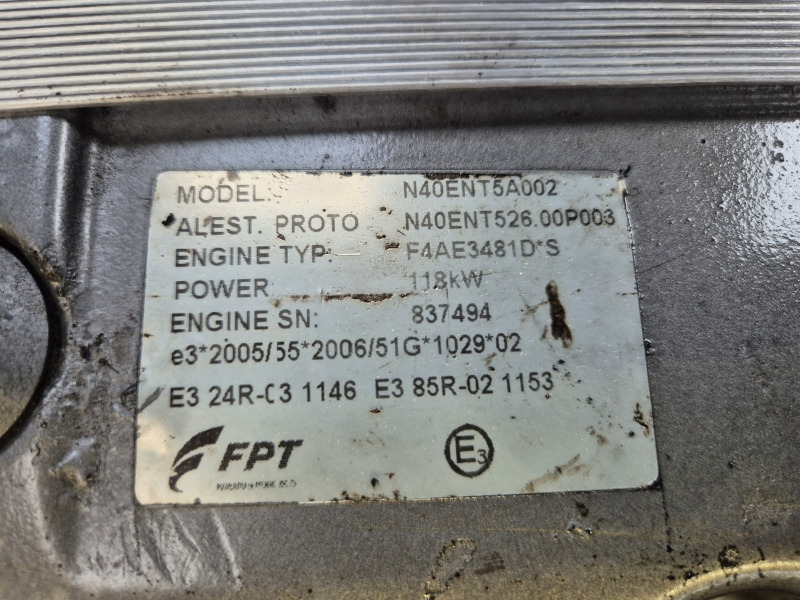 MODEL: N40ENT5A002
ALEST. PROTO N40ENT526.00P003
ENGINE TYP: F4AE3481D*S
POWER 118kW
ENGINE SN: 837494
e3*2005/55*2006/51G*1029*02
E3 24R-03 1146 E3 85R-02 1153
FPT
E3